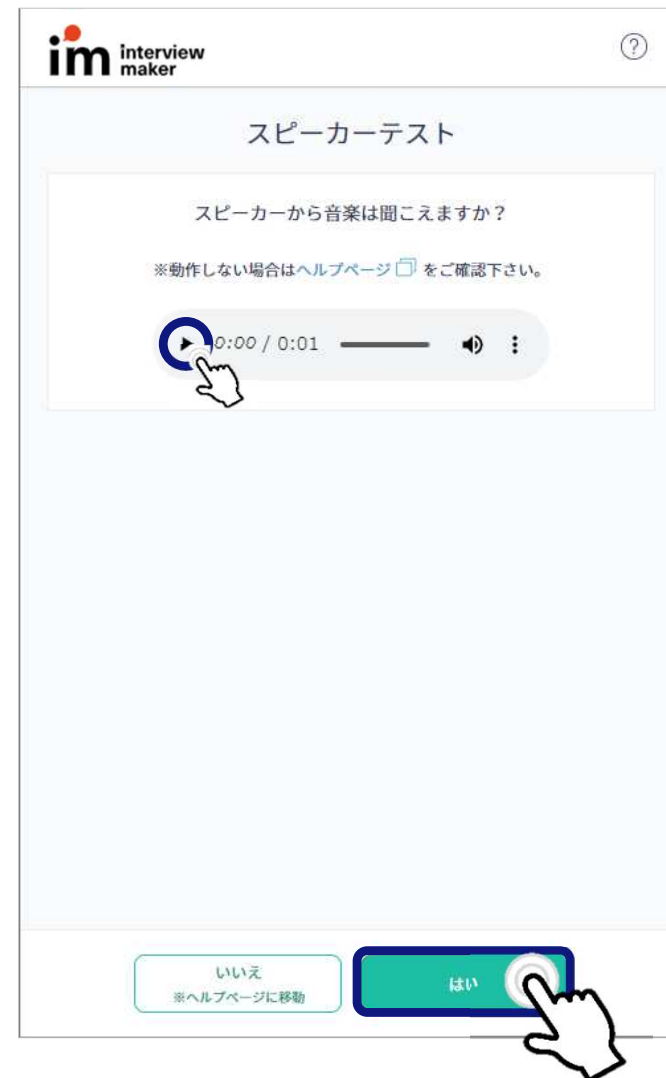 im interview
maker
?
スピーカーテスト
スピーカーから音楽は聞こえますか？
※動作しない場合はヘルプページ をご確認下さい。
0:00 / 0:01
いいえ
※ヘルプページに移動
はい